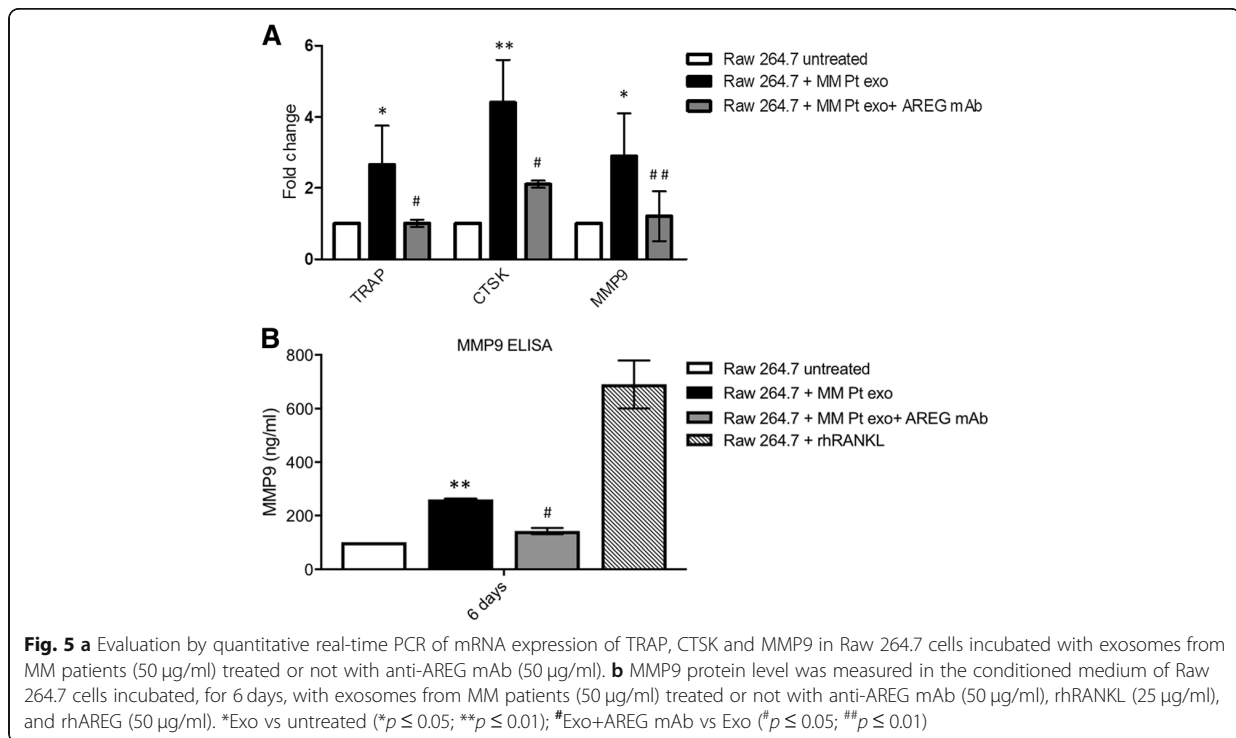 A
6
4
2
0
Fold change
*
#
**
#
*
##
TRAP
CTSK
MMP9
Raw 264.7 untreated
Raw 264.7 + MM Pt exo
Raw 264.7 + MM Pt exo+ AREG mAb
B
MMP9 ELISA
800
600
400
200
0
MMP9 (ng/ml)
**
#
6 days
Raw 264.7 untreated
Raw 264.7 + MM Pt exo
Raw 264.7 + MM Pt exo+ AREG mAb
Raw 264.7 + rhRANKL
Fig. 5 a Evaluation by quantitative real-time PCR of mRNA expression of TRAP, CTSK and MMP9 in Raw 264.7 cells incubated with exosomes from
MM patients (50 μg/ml) treated or not with anti-AREG mAb (50 μg/ml). b MMP9 protein level was measured in the conditioned medium of Raw
264.7 cells incubated, for 6 days, with exosomes from MM patients (50 μg/ml) treated or not with anti-AREG mAb (50 μg/ml), rhRANKL (25 μg/ml),
and rhAREG (50 μg/ml). *Exo vs untreated (*p ≤ 0.05; **p ≤ 0.01); #Exo+AREG mAb vs Exo (#p ≤ 0.05; ##p ≤ 0.01)